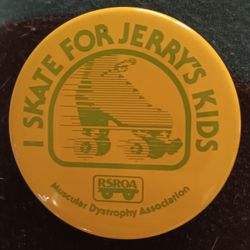 I SKATE FOR JERRY'S KIDS
RSROA
Muscular Dystrophy Association